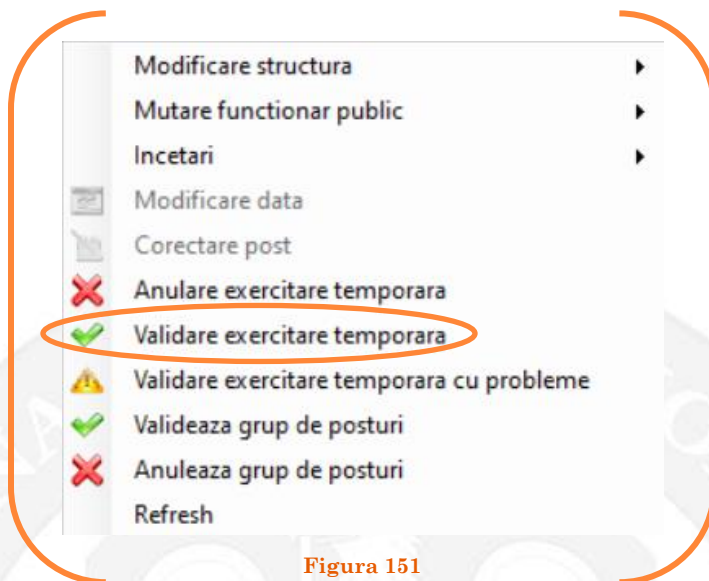 Modificare structura
Mutare functionar public
Incetari
Modificare data
Corectare post
Anulare exercitare temporara
Validare exercitare temporara
Validare exercitare temporara cu probleme
Valideaza grup de posturi
Anuleaza grup de posturi
Refresh
Figura 151